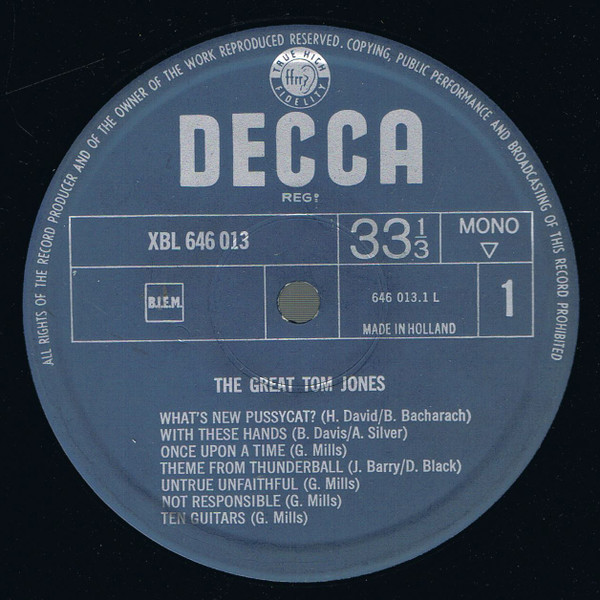 ALL RIGHTS OF THE RECORD PRODUCER AND OF THE OWNER OF THE WORK REPRODUCED RESERVED. COPYING, PUBLIC PERFORMANCE AND BROADCASTING OF THIS RECORD PROHIBITED
TRUE HIGH
ffrr
FIDELITY
DECCA
REGD
XBL 646 013
33 1/3
MONO
B.I.E.M.
646 013.1 L
1
MADE IN HOLLAND
THE GREAT TOM JONES
WHAT'S NEW PUSSYCAT? (H. David/B. Bacharach)
WITH THESE HANDS (B. Davis/A. Silver)
ONCE UPON A TIME (G. Mills)
THEME FROM THUNDERBALL (J. Barry/D. Black)
UNTRUE UNFAITHFUL (G. Mills)
NOT RESPONSIBLE (G. Mills)
TEN GUITARS (G. Mills)